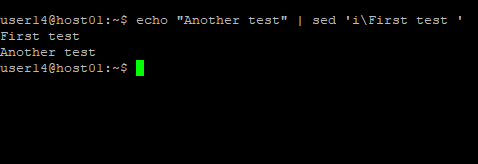 user14@host01:~$ echo "Another test" | sed 'i\First test '
First test
Another test
user14@host01:~$